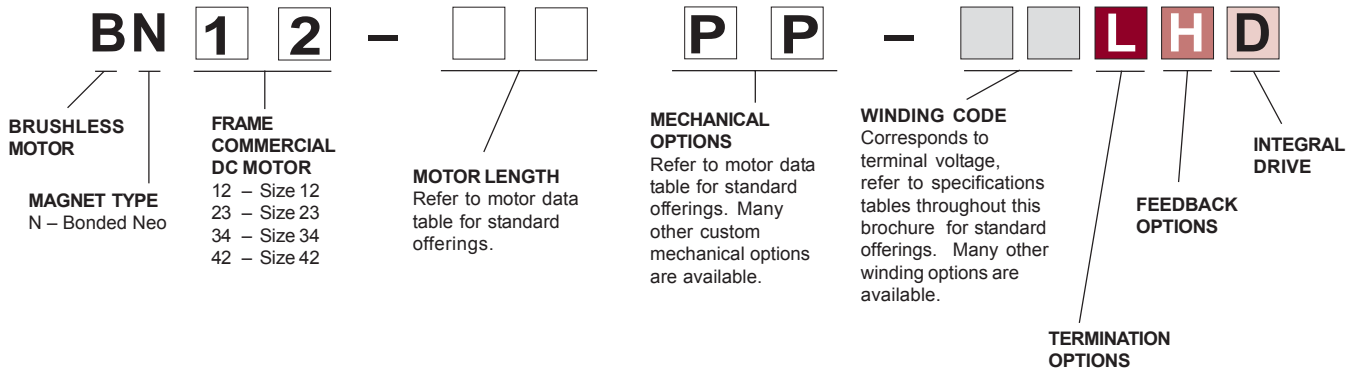 BN 1 2 – P P – L H D
BRUSHLESS
MOTOR
MAGNET TYPE
N – Bonded Neo
FRAME
COMMERCIAL
DC MOTOR
12 – Size 12
23 – Size 23
34 – Size 34
42 – Size 42
MOTOR LENGTH
Refer to motor data
table for standard
offerings.
MECHANICAL
OPTIONS
Refer to motor data
table for standard
offerings. Many
other custom
mechanical options
are available.
WINDING CODE
Corresponds to
terminal voltage,
refer to specifications
tables throughout this
brochure for standard
offerings. Many other
winding options are
available.
TERMINATION
OPTIONS
FEEDBACK
OPTIONS
INTEGRAL
DRIVE